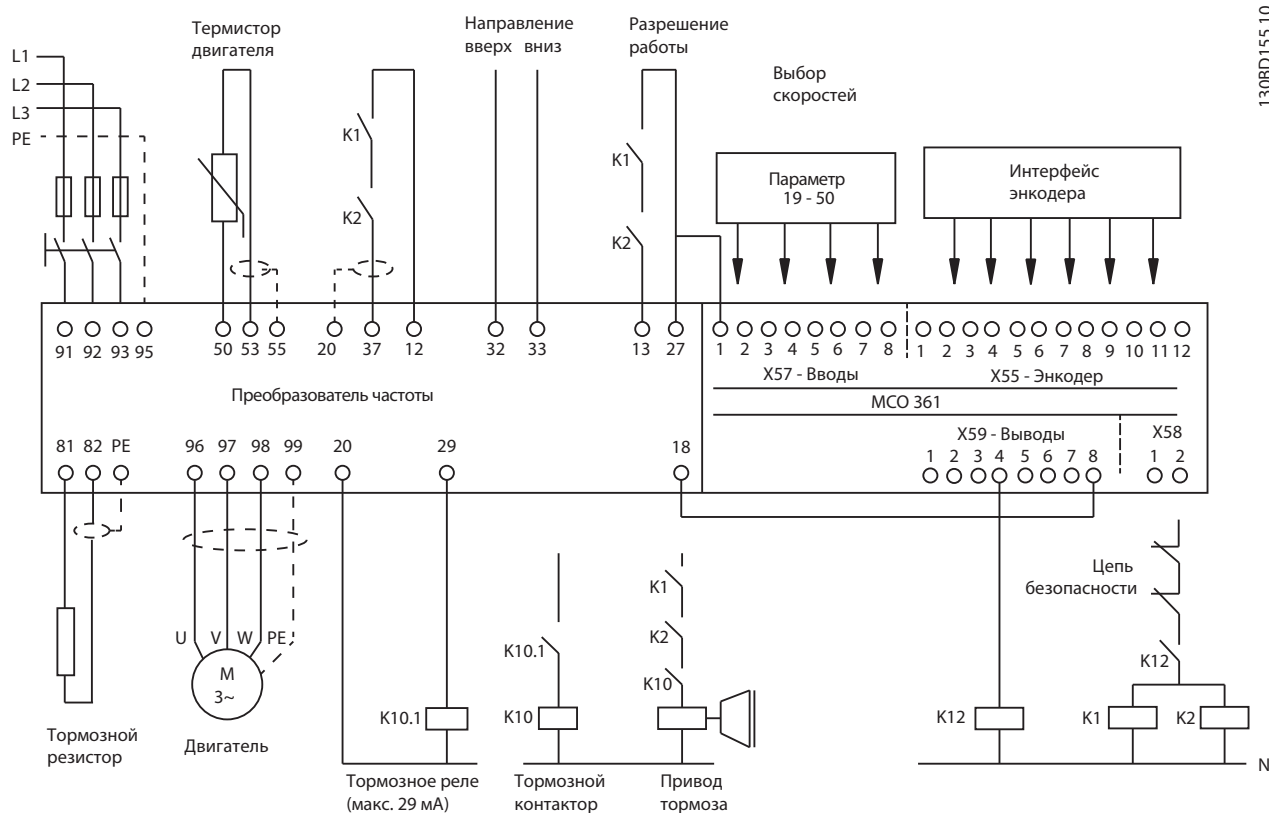 130BD155.10
Термистор
двигателя
Направление
вверх вниз
Разрешение
работы
Выбор
скоростей
L1
L2
L3
PE
K1
K2
K1
K2
Параметр
19 - 50
Интерфейс
энкодера
91 92 93 95 50 53 55 20 37 12 32 33 13 27 1 2 3 4 5 6 7 8 1 2 3 4 5 6 7 8 9 10 11 12
X57 - Вводы X55 - Энкодер
Преобразователь частоты
MCO 361
X59 - Выводы X58
81 82 PE 96 97 98 99 20 29 18 1 2 3 4 5 6 7 8 1 2
Цепь
безопасности
U V W PE
M
3~
K10.1
K1
K2
K10
K12
K10.1
K10
K12
K1
K2
Тормозной
резистор
Двигатель
N
Тормозное реле
(макс. 29 мА)
Тормозной
контактор
Привод
тормоза